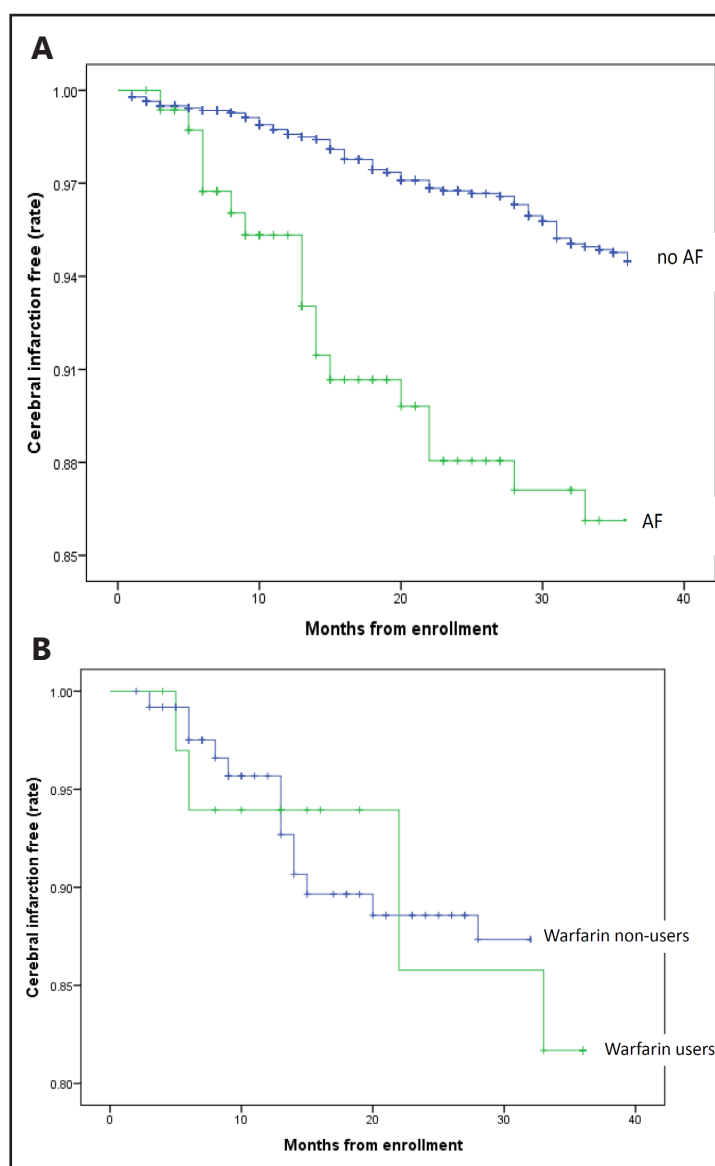 A
1.00
0.97
0.94
0.91
0.88
0.85
Cerebral infarction free (rate)
no AF
AF
0 10 20 30 40
Months from enrollment
B
1.00
0.95
0.90
0.85
0.80
Cerebral infarction free (rate)
Warfarin non-users
Warfarin users
0 10 20 30 40
Months from enrollment